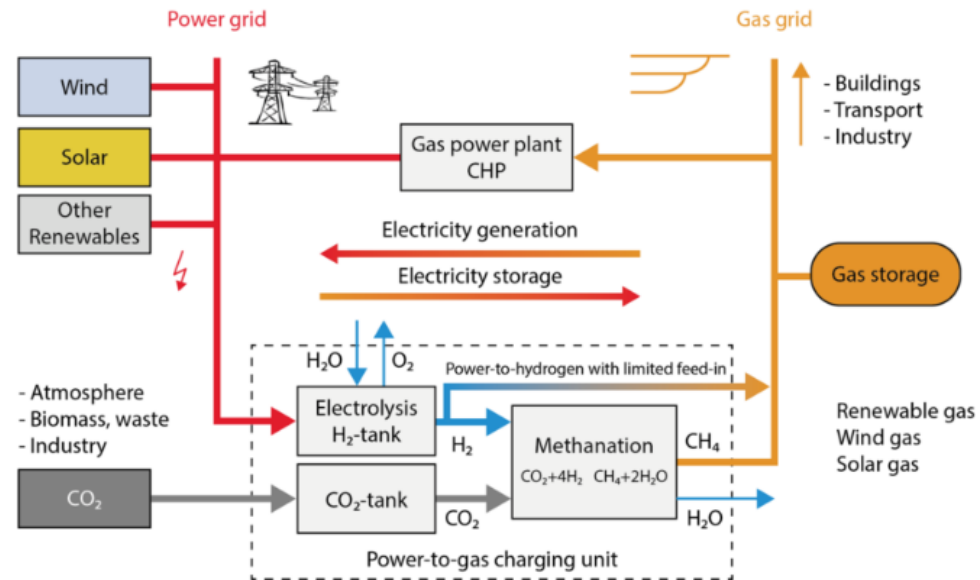 Power grid
Gas grid
Wind
Solar
Other
Renewables
Gas power plant
CHP
- Buildings
- Transport
- Industry
Electricity generation
Electricity storage
Gas storage
H₂O
O₂
Power-to-hydrogen with limited feed-in
- Atmosphere
- Biomass, waste
- Industry
Electrolysis
H₂-tank
H₂
Methanation
CO₂+4H₂ CH₄+2H₂O
CH₄
Renewable gas
Wind gas
Solar gas
CO₂
CO₂-tank
CO₂
H₂O
Power-to-gas charging unit